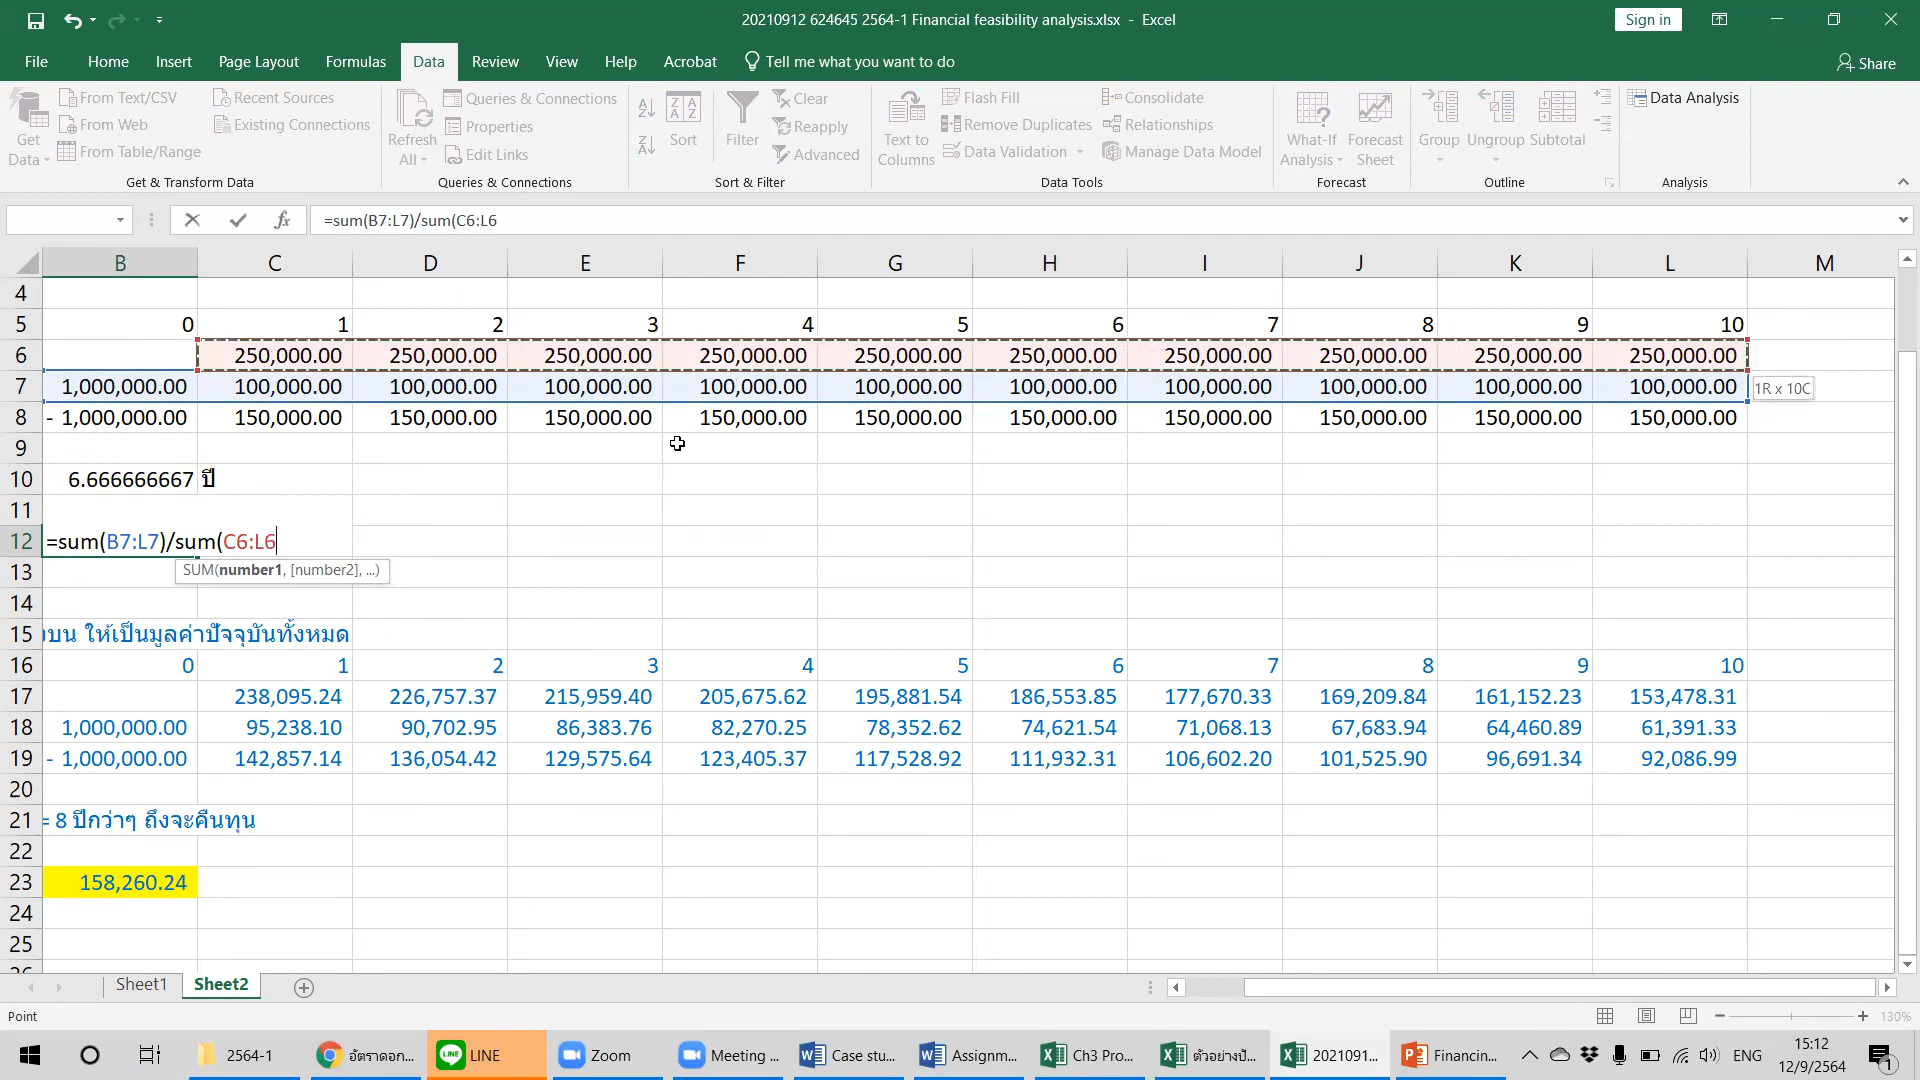 20210912 624645 2564-1 Financial feasibility analysis.xlsx - Excel
Sign in
File Home Insert Page Layout Formulas Data Review View Help Acrobat Tell me what you want to do Share
Get Data
From Text/CSV
From Web
From Table/Range
Recent Sources
Existing Connections
Get & Transform Data
Refresh All
Queries & Connections
Properties
Edit Links
Queries & Connections
Sort
Filter
Clear
Reapply
Advanced
Sort & Filter
Text to Columns
Flash Fill
Remove Duplicates
Data Validation
Consolidate
Relationships
Manage Data Model
Data Tools
What-If Analysis
Forecast Sheet
Forecast
Group
Ungroup
Subtotal
Outline
Data Analysis
Analysis
fx =sum(B7:L7)/sum(C6:L6
B C D E F G H I J K L M
4
5 0 1 2 3 4 5 6 7 8 9 10
6 250,000.00 250,000.00 250,000.00 250,000.00 250,000.00 250,000.00 250,000.00 250,000.00 250,000.00 250,000.00
7 1,000,000.00 100,000.00 100,000.00 100,000.00 100,000.00 100,000.00 100,000.00 100,000.00 100,000.00 100,000.00 100,000.00 1R x 10C
8 - 1,000,000.00 150,000.00 150,000.00 150,000.00 150,000.00 150,000.00 150,000.00 150,000.00 150,000.00 150,000.00 150,000.00
9
10 6.666666667 ปี
11
12 =sum(B7:L7)/sum(C6:L6
13 SUM(number1, [number2], ...)
14
15 บน ให้เป็นมูลค่าปัจจุบันทั้งหมด
16 0 1 2 3 4 5 6 7 8 9 10
17 238,095.24 226,757.37 215,959.40 205,675.62 195,881.54 186,553.85 177,670.33 169,209.84 161,152.23 153,478.31
18 1,000,000.00 95,238.10 90,702.95 86,383.76 82,270.25 78,352.62 74,621.54 71,068.13 67,683.94 64,460.89 61,391.33
19 - 1,000,000.00 142,857.14 136,054.42 129,575.64 123,405.37 117,528.92 111,932.31 106,602.20 101,525.90 96,691.34 92,086.99
20
21 = 8 ปีกว่าๆ ถึงจะคืนทุน
22
23 158,260.24
24
25
Sheet1 Sheet2
Point
130%
2564-1 อัตราดอก... LINE Zoom Meeting ... Case stu... Assignm... Ch3 Pro... ตัวอย่างปั... 2021091... Financin... ENG 15:12
12/9/2564
1